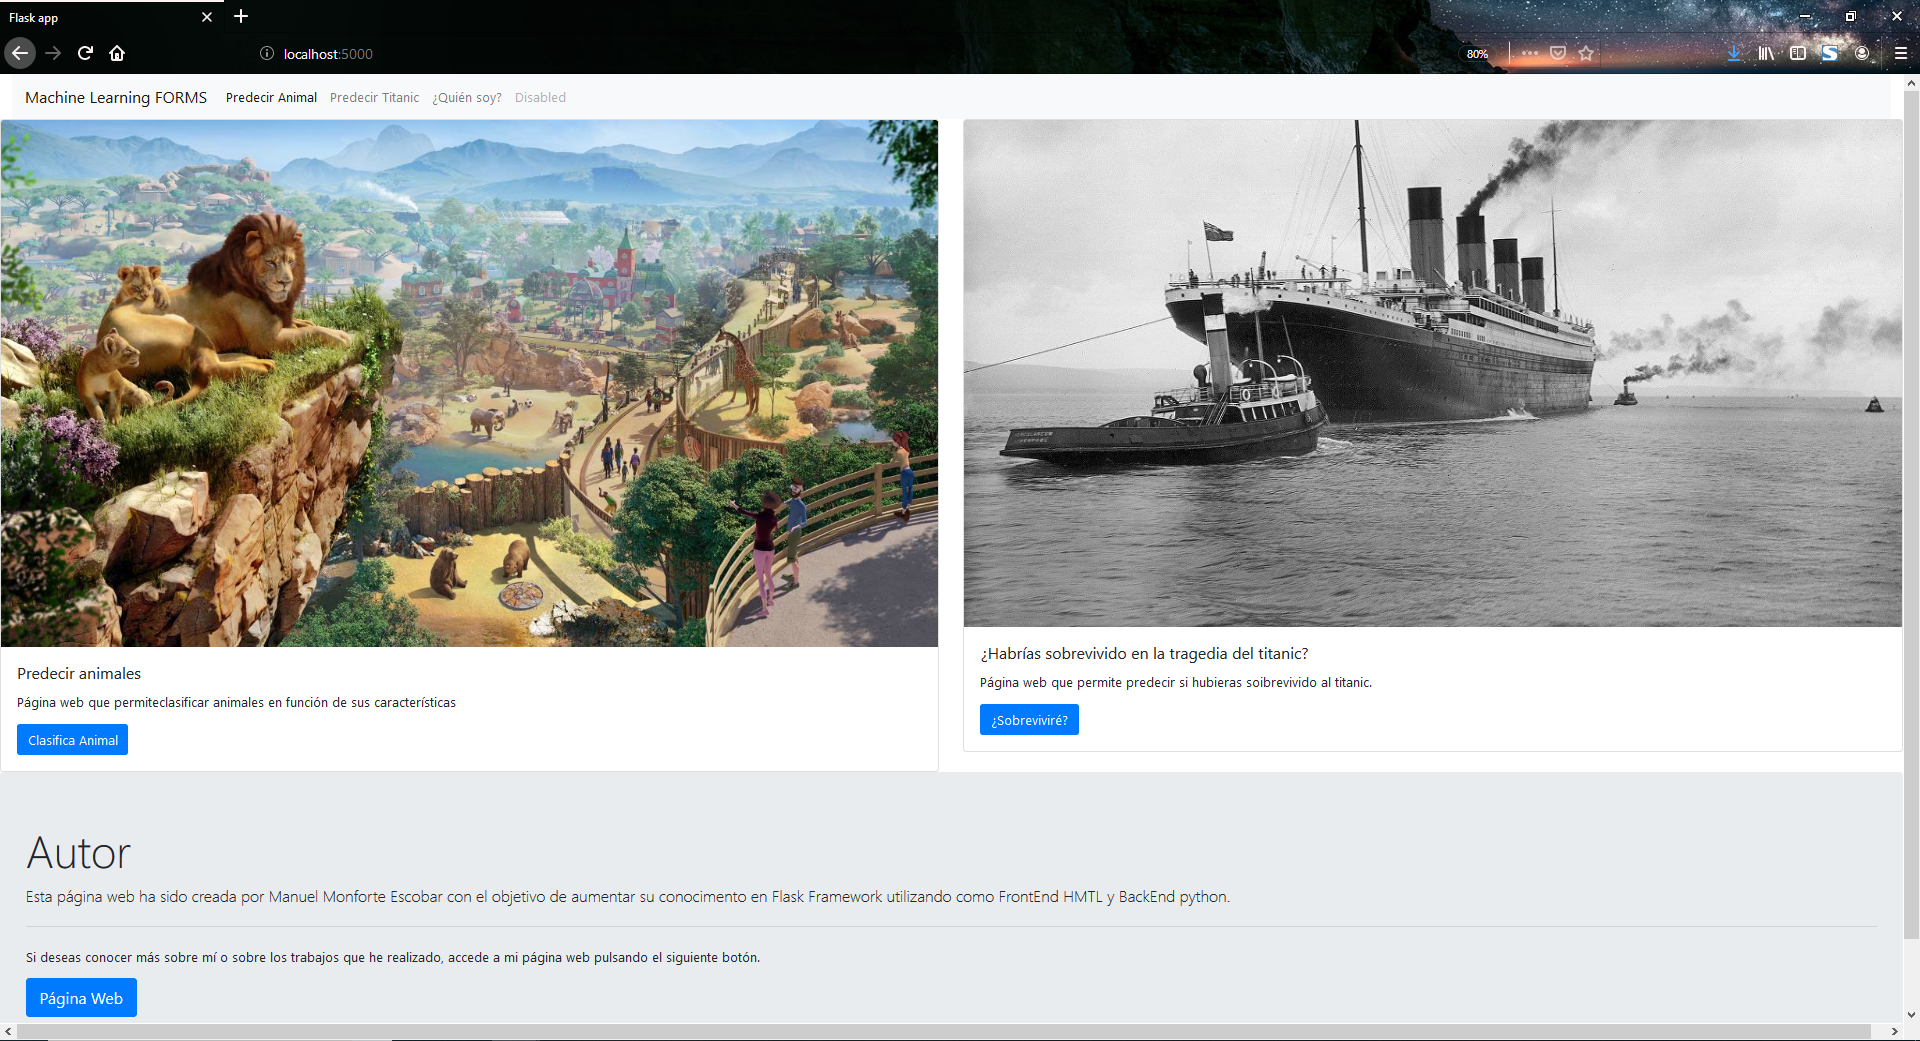 Flask app
localhost:5000
80%
Machine Learning FORMS Predecir Animal Predecir Titanic ¿Quién soy? Disabled
Predecir animales
Página web que permiteclasificar animales en función de sus características
Clasifica Animal
¿Habrías sobrevivido en la tragedia del titanic?
Página web que permite predecir si hubieras soibrevivido al titanic.
¿Sobreviviré?
Autor
Esta página web ha sido creada por Manuel Monforte Escobar con el objetivo de aumentar su conocimiento en Flask Framework utilizando como FrontEnd HMTL y BackEnd python.
Si deseas conocer más sobre mí o sobre los trabajos que he realizado, accede a mi página web pulsando el siguiente botón.
Página Web